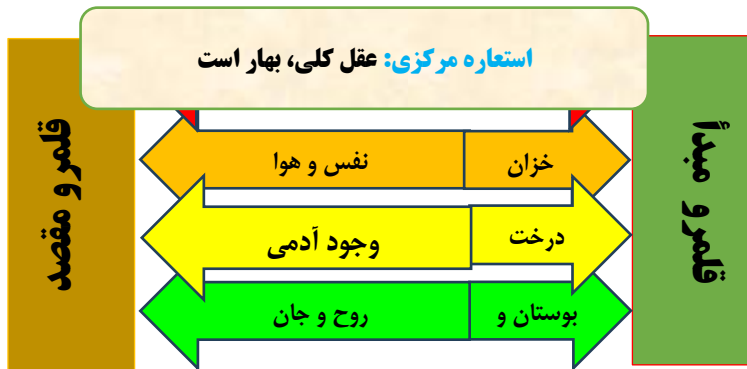 استعاره مرکزی: عقل کلی، بهار است
قلمرو مبدأ
قلمرو مقصد
خزان
نفس و هوا
درخت
وجود آدمی
بوستان و
روح و جان